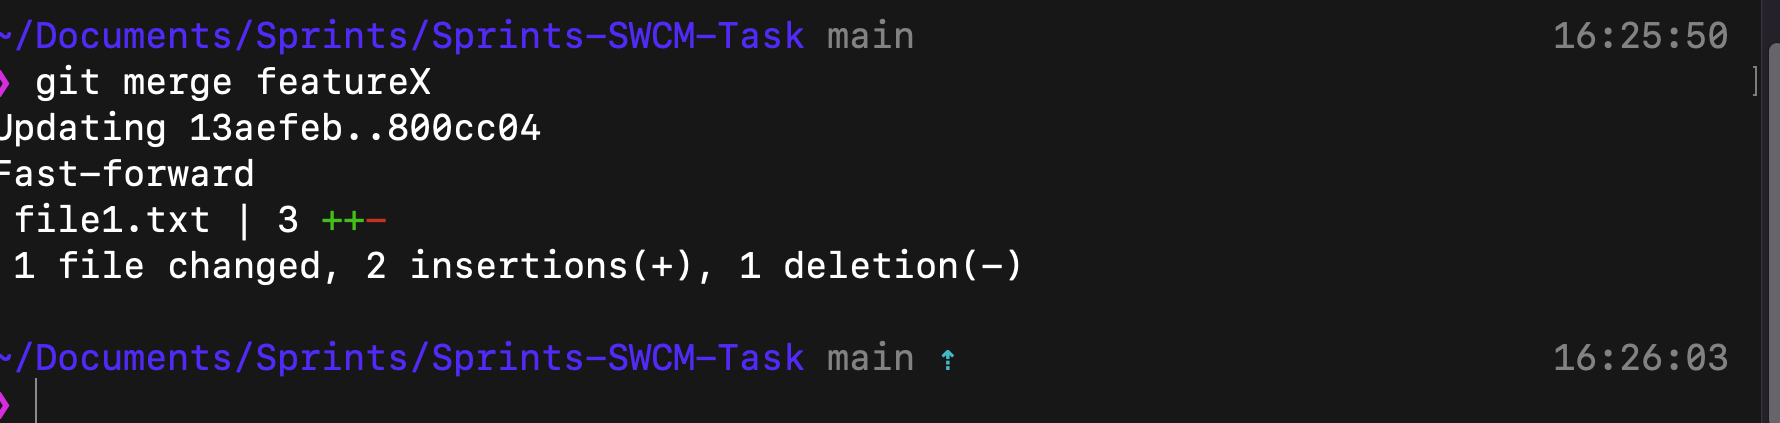 ~/Documents/Sprints/Sprints-SWCM-Task main 16:25:50
❯ git merge featureX ]
Updating 13aefeb..800cc04
Fast-forward
file1.txt | 3 ++-
1 file changed, 2 insertions(+), 1 deletion(-)
~/Documents/Sprints/Sprints-SWCM-Task main ⇡ 16:26:03
❯